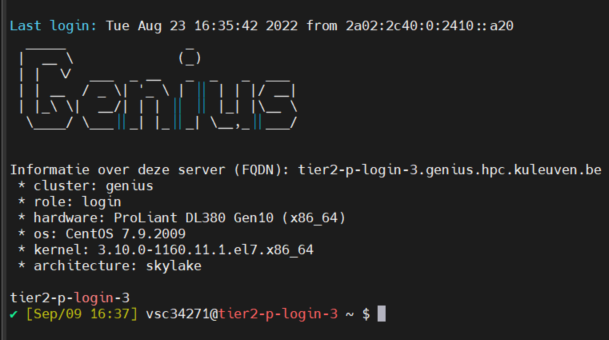 Last login: Tue Aug 23 16:35:42 2022 from 2a02:2c40:0:2410::a20
Genius
Informatie over deze server (FQDN): tier2-p-login-3.genius.hpc.kuleuven.be
* cluster: genius
* role: login
* hardware: ProLiant DL380 Gen10 (x86_64)
* os: CentOS 7.9.2009
* kernel: 3.10.0-1160.11.1.el7.x86_64
* architecture: skylake
tier2-p-login-3
✔ [Sep/09 16:37] vsc34271@tier2-p-login-3 ~ $